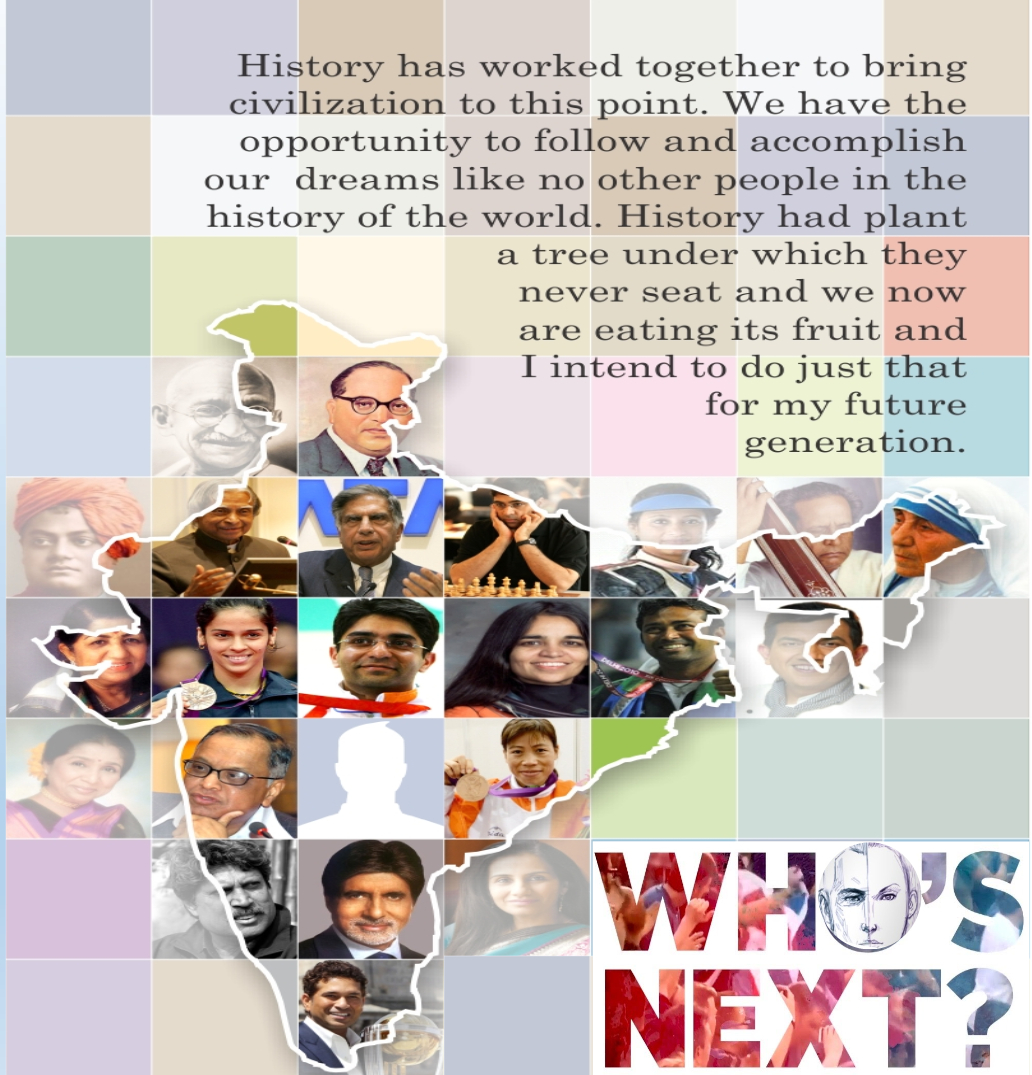 History has worked together to bring
civilization to this point. We have the
opportunity to follow and accomplish
our  dreams like no other people in the
history of the world. History had plant
a tree under which they
never seat and we now
are eating its fruit and
I intend to do just that
for my future
generation.
WHO'S
NEXT?